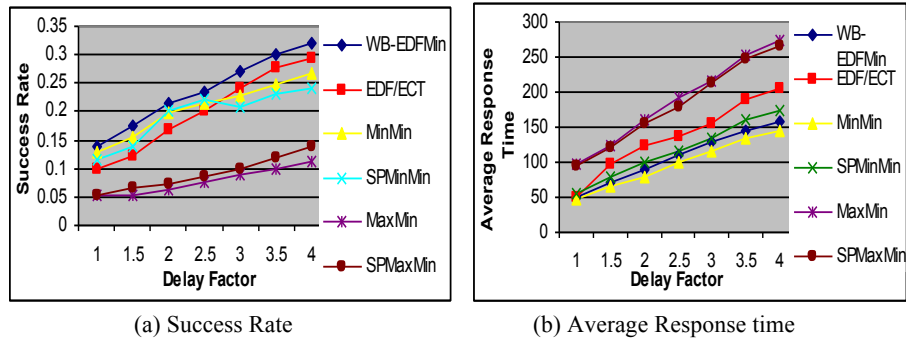 0.35
0.3
0.25
0.2
0.15
0.1
0.05
0
Success Rate
1 1.5 2 2.5 3 3.5 4
Delay Factor
WB-EDFMin
EDF/ECT
MinMin
SPMinMin
MaxMin
SPMaxMin
(a) Success Rate
300
250
200
150
100
50
0
Average Response
Time
1 1.5 2 2.5 3 3.5 4
Delay Factor
WB-
EDFMin
EDF/ECT
MinMin
SPMinMin
MaxMin
SPMaxMin
(b) Average Response time